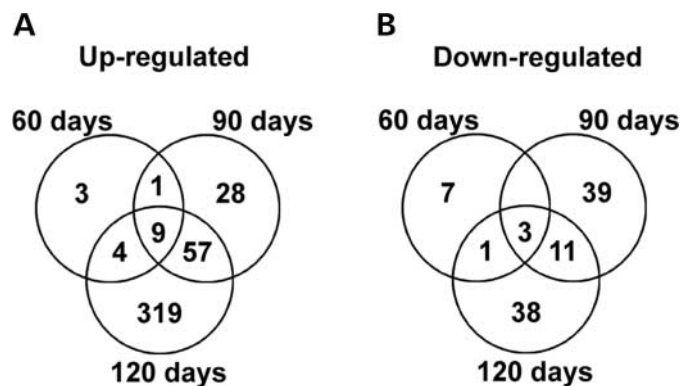 A
B
Up-regulated
Down-regulated
60 days
90 days
60 days
90 days
3
1
28
7
39
9
3
4
57
1
11
319
38
120 days
120 days